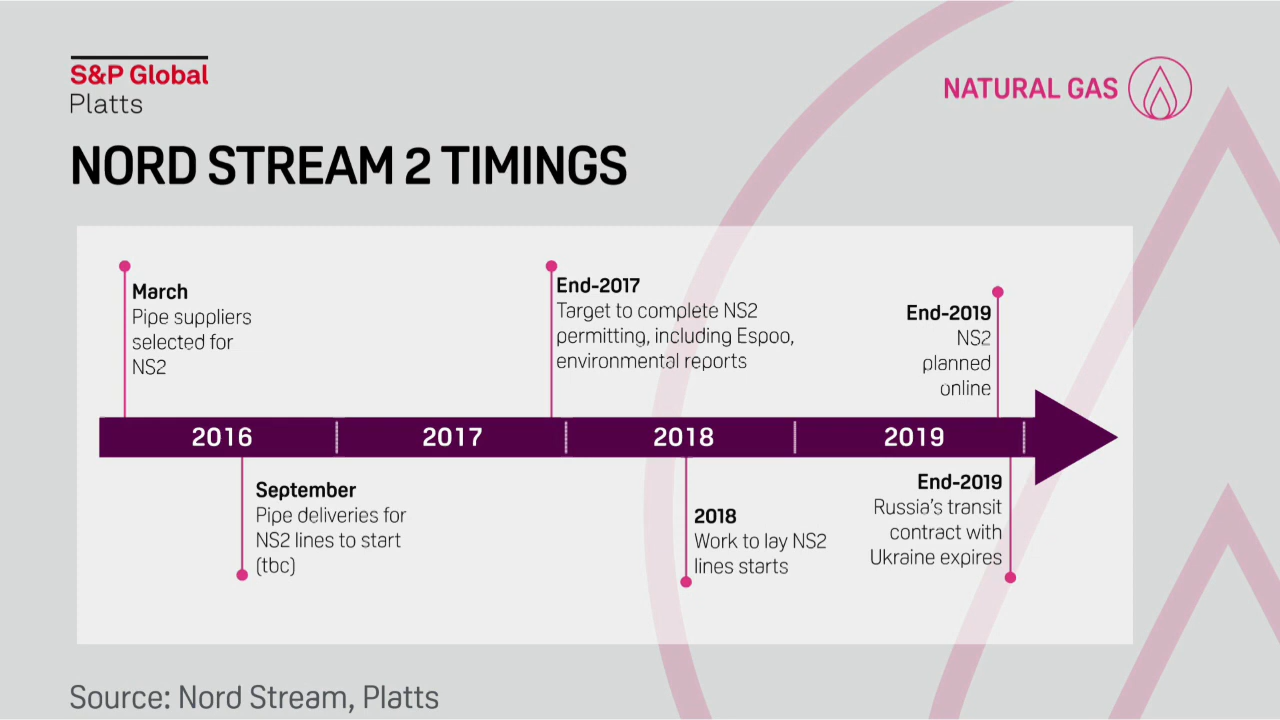 S&P Global
Platts
NATURAL GAS
NORD STREAM 2 TIMINGS
March
Pipe suppliers
selected for
NS2
End-2017
Target to complete NS2
permitting, including Espoo,
environmental reports
End-2019
NS2
planned
online
2016
2017
2018
2019
September
Pipe deliveries for
NS2 lines to start
(tbc)
2018
Work to lay NS2
lines starts
End-2019
Russia's transit
contract with
Ukraine expires
Source: Nord Stream, Platts